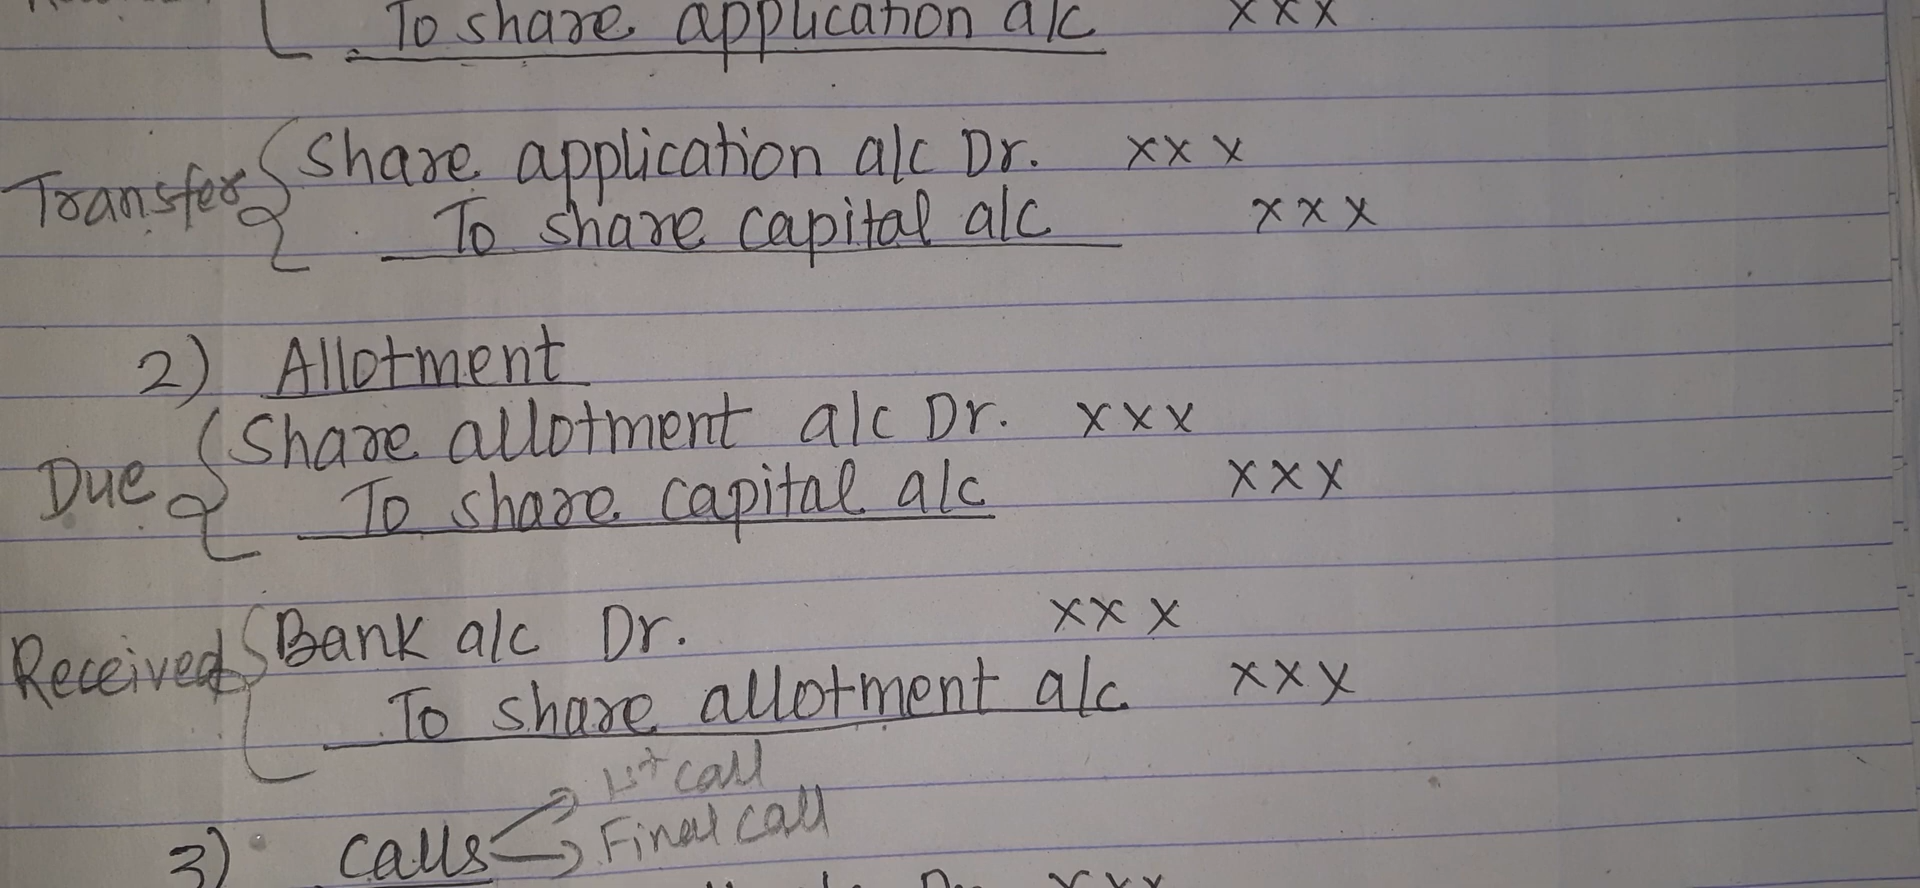 To share application a/c xxx
Transfer { Share application a/c Dr. xxx
To share capital a/c xxx
2) Allotment
Due { Share allotment a/c Dr. xxx
To share capital a/c xxx
Received { Bank a/c Dr. xxx
To share allotment a/c xxx
1st call
3) Calls
Final call
Dr. xxx